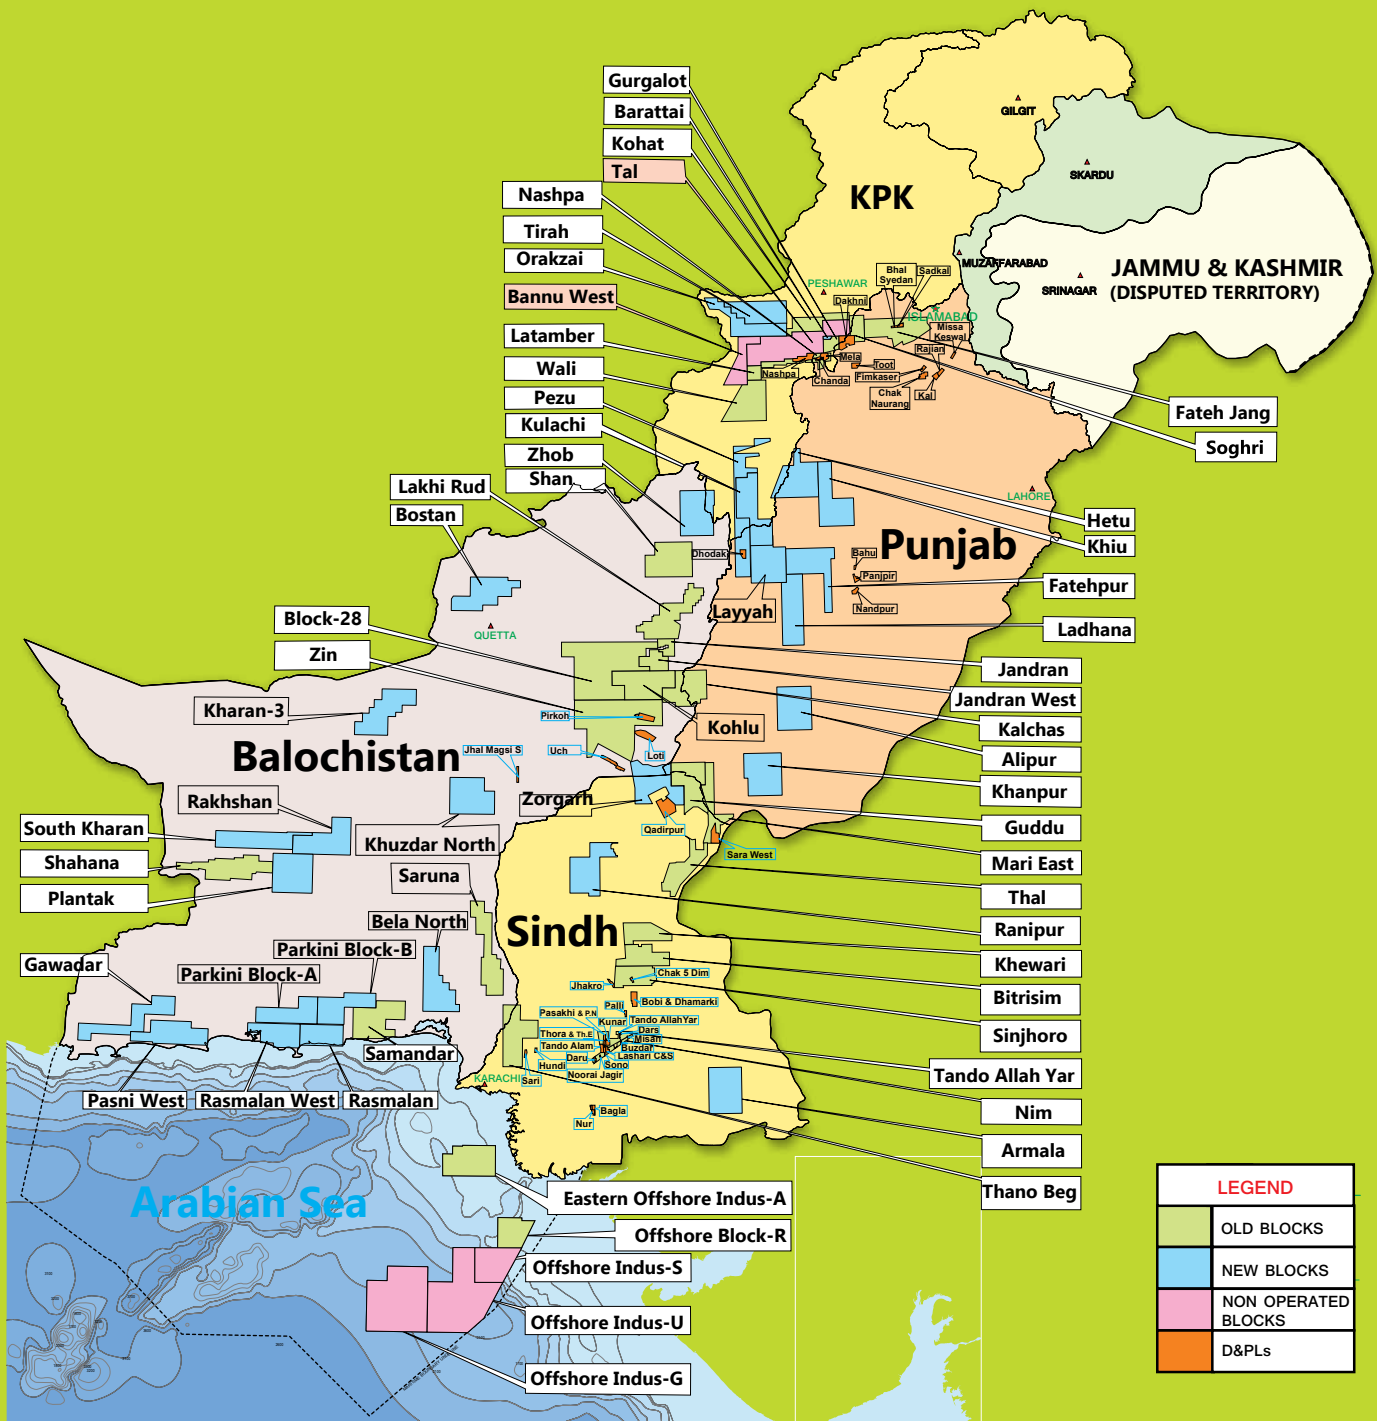 Gurgalot
Barattai
Kohat
Tal
Nashpa
Tirah
Orakzai
Bannu West
Latamber
Wali
Pezu
Kulachi
Zhob
Shan
Lakhi Rud
Bostan
Block-28
Zin
GILGIT
SKARDU
KPK
MUZAFFARABAD
SRINAGAR
JAMMU & KASHMIR
(DISPUTED TERRITORY)
PESHAWAR
Bhal
Syedan
Sadkal
Dakhni
ISLAMABAD
Missa
Keswal
Rajian
Mela
Toot
Nashpa
Chanda
Fimkaser
Chak
Naurang
Kal
Fateh Jang
Soghri
LAHORE
Hetu
Khiu
Punjab
Dhodak
Bahu
Panjpir
Nandpur
Layyah
Fatehpur
Ladhana
QUETTA
Jandran
Jandran West
Kalchas
Alipur
Khanpur
Guddu
Mari East
Thal
Ranipur
Khewari
Bitrisim
Sinjhoro
Tando Allah Yar
Nim
Armala
Thano Beg
Kharan-3
Balochistan
Pirkoh
Kohlu
Loti
Uch
Jhal Magsi S
Zorgarh
Qadirpur
Sara West
Rakhshan
South Kharan
Khuzdar North
Shahana
Plantak
Saruna
Bela North
Sindh
Parkini Block-B
Gawadar
Parkini Block-A
Samandar
Pasni West
Rasmalan West
Rasmalan
Chak 5 Dim
Jhakro
Bobi & Dhamarki
Palli
Pasakhi & P.N
Kunar
Tando AllahYar
Dars
Thora & Th.E
Misan
Tando Alam
Buzdar
Daru
Lashari C&S
Hundi
Sono
Noorai Jagir
Sari
KARACHI
Bagla
Nur
Arabian Sea
Eastern Offshore Indus-A
Offshore Block-R
Offshore Indus-S
Offshore Indus-U
Offshore Indus-G
LEGEND
OLD BLOCKS
NEW BLOCKS
NON OPERATED
BLOCKS
D&PLs